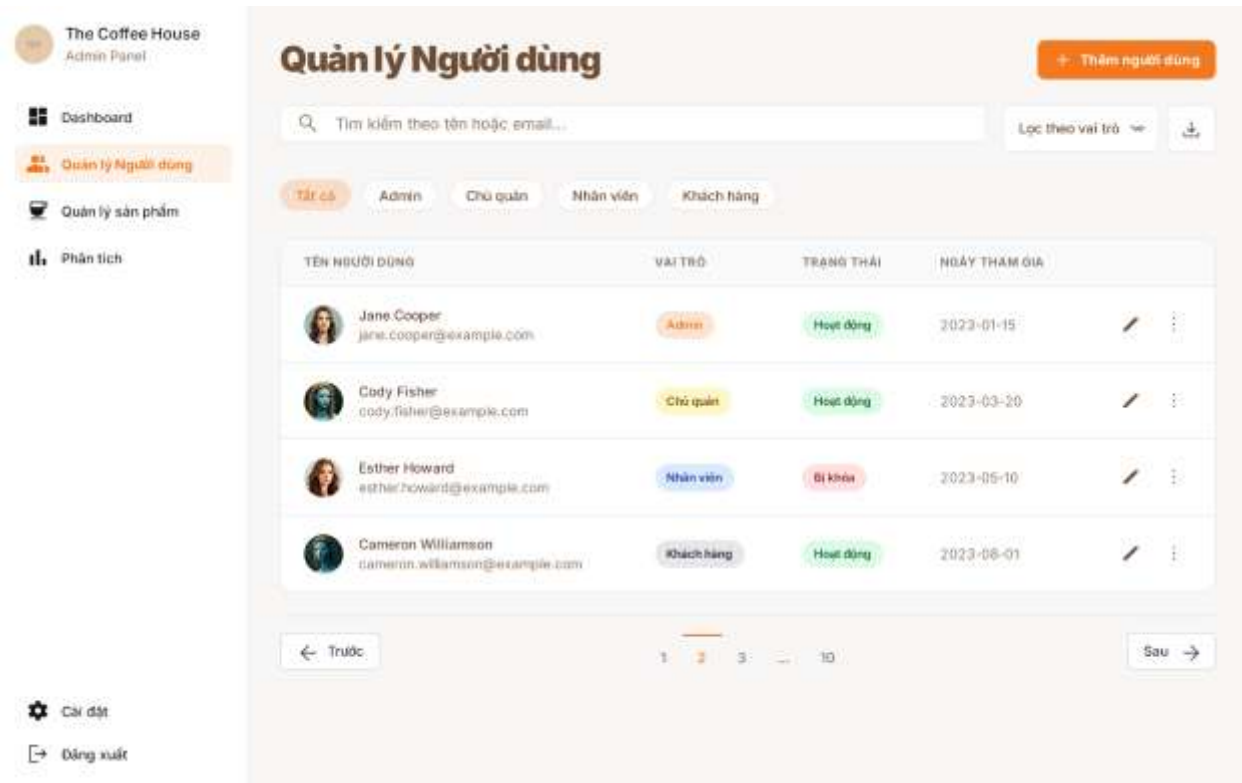 The Coffee House
Admin Panel
Dashboard
Quản lý Người dùng
Quản lý sản phẩm
Phân tích
Cài đặt
Đăng xuất
Quản lý Người dùng
Thêm người dùng
Tìm kiếm theo tên hoặc email...
Lọc theo vai trò
Tất cả
Admin
Chủ quán
Nhân viên
Khách hàng
TÊN NGƯỜI DÙNG VAI TRÒ TRẠNG THÁI NGÀY THAM GIA
Jane Cooper
jane.cooper@example.com
Admin Hoạt động 2023-01-15
Cody Fisher
cody.fisher@example.com
Chủ quán Hoạt động 2023-03-20
Esther Howard
esther.howard@example.com
Nhân viên Bị khóa 2023-05-10
Cameron Williamson
cameron.williamson@example.com
Khách hàng Hoạt động 2023-08-01
Trước
1 2 3 ... 10
Sau